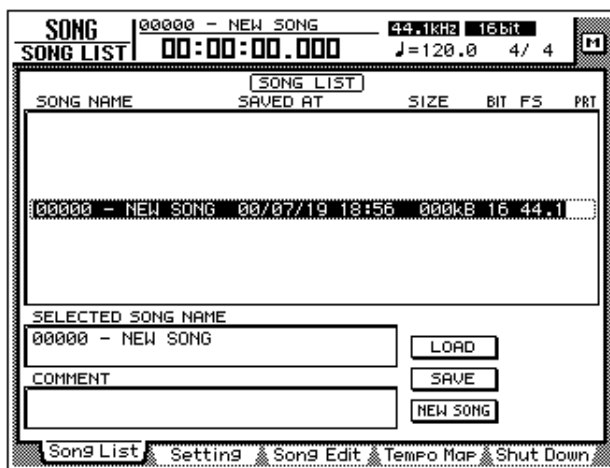 SONG
SONG LIST
00000 - NEW SONG
00:00:00.000
44.1kHz 16bit
♩=120.0 4/ 4
M
SONG LIST
SONG NAME SAVED AT SIZE BIT FS PRT
00000 - NEW SONG 00/07/19 18:56 000kB 16 44.1
SELECTED SONG NAME
00000 - NEW SONG
COMMENT
LOAD
SAVE
NEW SONG
Song List Setting Song Edit Tempo Map Shut Down